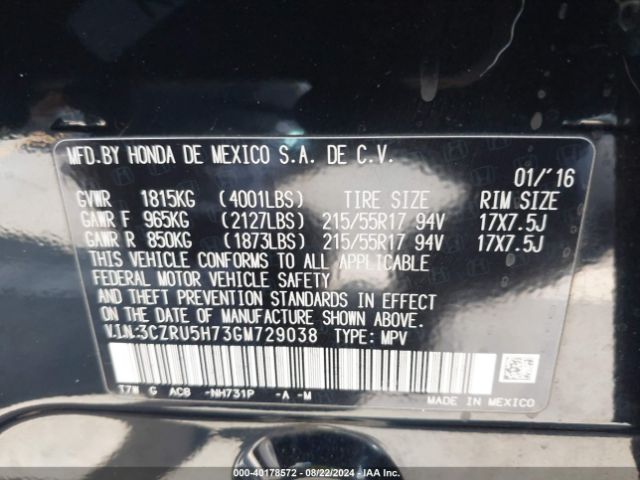 MFD.BY HONDA DE MEXICO S.A. DE C.V.
01/'16
GVWR 1815KG (4001LBS) TIRE SIZE RIM SIZE
GAWR F 965KG (2127LBS) 215/55R17 94V 17X7.5J
GAWR R 850KG (1873LBS) 215/55R17 94V 17X7.5J
THIS VEHICLE CONFORMS TO ALL APPLICABLE
FEDERAL MOTOR VEHICLE SAFETY
AND THEFT PREVENTION STANDARDS IN EFFECT
ON THE DATE OF MANUFACTURE SHOWN ABOVE.
V.I.N:3CZRU5H73GM729038 TYPE: MPV
T7W G AC8 -NH731P -A -M
MADE IN MEXICO
000-40178572 - 08/22/2024 - IAA Inc.